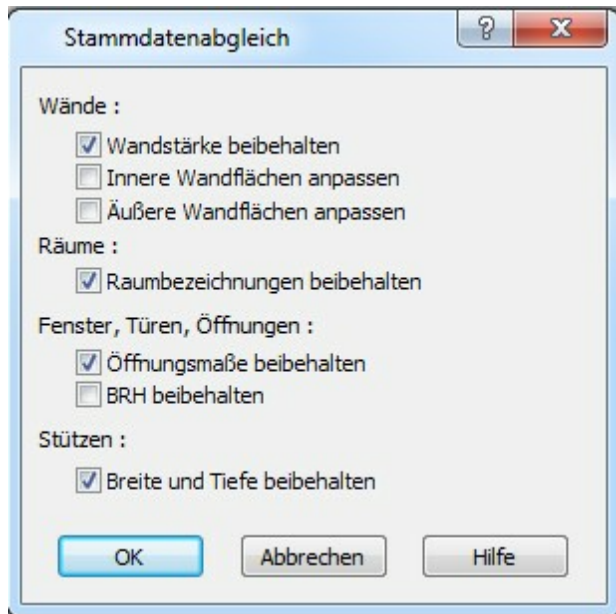 Stammdatenabgleich
Wände :
Wandstärke beibehalten
Innere Wandflächen anpassen
Äußere Wandflächen anpassen
Räume :
Raumbezeichnungen beibehalten
Fenster, Türen, Öffnungen :
Öffnungsmaße beibehalten
BRH beibehalten
Stützen :
Breite und Tiefe beibehalten
OK Abbrechen Hilfe